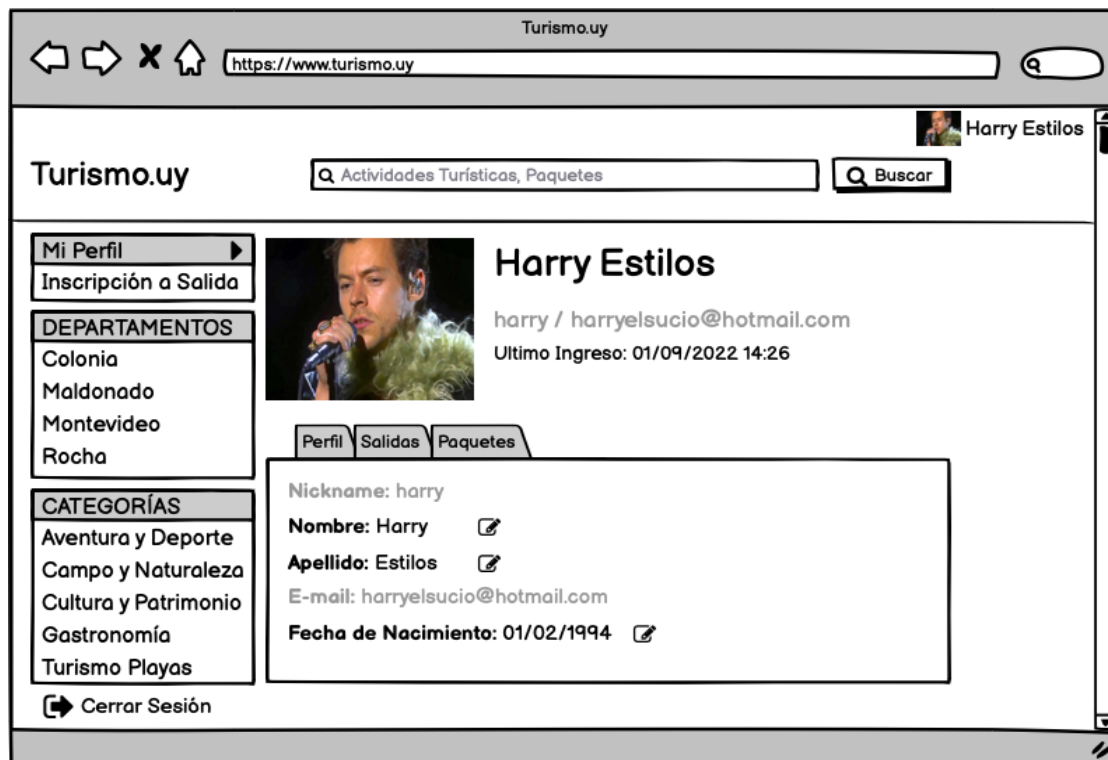 Turismo.uy
https://www.turismo.uy
Harry Estilos
Turismo.uy
Actividades Turísticas, Paquetes
Buscar
Mi Perfil
Inscripción a Salida
DEPARTAMENTOS
Colonia
Maldonado
Montevideo
Rocha
CATEGORÍAS
Aventura y Deporte
Campo y Naturaleza
Cultura y Patrimonio
Gastronomía
Turismo Playas
Cerrar Sesión
Harry Estilos
harry / harryelsucio@hotmail.com
Ultimo Ingreso: 01/09/2022 14:26
Perfil Salidas Paquetes
Nickname: harry
Nombre: Harry
Apellido: Estilos
E-mail: harryelsucio@hotmail.com
Fecha de Nacimiento: 01/02/1994